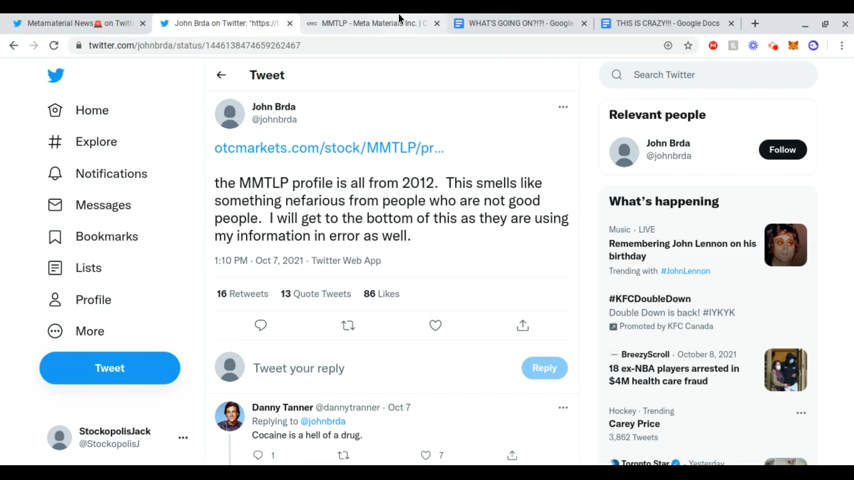 Metamaterial News🚨 on Twitt
John Brda on Twitter: "https://t
MMTLP - Meta Materials Inc. | C
WHAT'S GOING ON?!?! - Google
THIS IS CRAZY!!! - Google Docs
twitter.com/johnbrda/status/1446138474659262467
Home
Explore
Notifications
Messages
Bookmarks
Lists
Profile
More
Tweet
StockopolisJack
@StockopolisJ
Tweet
John Brda
@johnbrda
otcmarkets.com/stock/MMTLP/pr…
the MMTLP profile is all from 2012. This smells like
something nefarious from people who are not good
people. I will get to the bottom of this as they are using
my information in error as well.
1:10 PM · Oct 7, 2021 · Twitter Web App
16 Retweets 13 Quote Tweets 86 Likes
Tweet your reply
Reply
Danny Tanner @dannytranner · Oct 7
Replying to @johnbrda
Cocaine is a hell of a drug.
1
7
Search Twitter
Relevant people
John Brda
@johnbrda
Follow
What's happening
Music · LIVE
Remembering John Lennon on his
birthday
Trending with #JohnLennon
#KFCDoubleDown
Double Down is back! #IYKYK
Promoted by KFC Canada
BreezyScroll · October 8, 2021
18 ex-NBA players arrested in
$4M health care fraud
Hockey · Trending
Carey Price
3,862 Tweets
Toronto Star · Yesterday